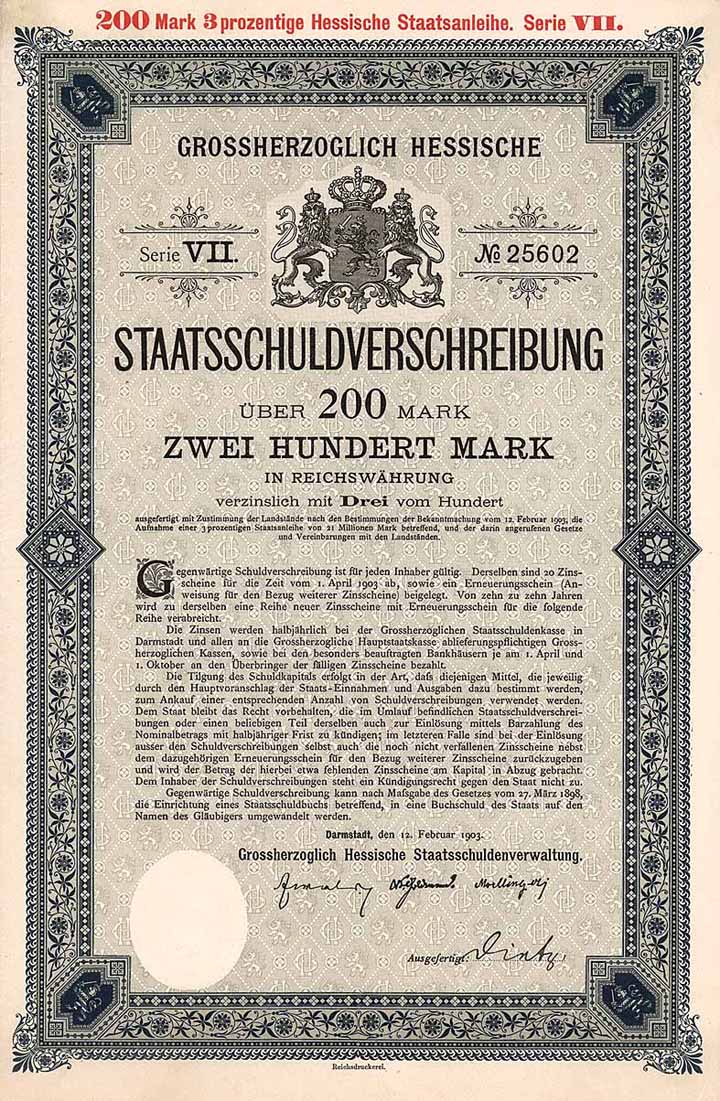 200 Mark 3 prozentige Hessische Staatsanleihe. Serie VII.
GROSSHERZOGLICH HESSISCHE
Serie VII.
№ 25602
STAATSSCHULDVERSCHREIBUNG
ÜBER 200 MARK
ZWEI HUNDERT MARK
IN REICHSWÄHRUNG
verzinslich mit Drei vom Hundert
ausgefertigt mit Zustimmung der Landstände nach den Bestimmungen der Bekanntmachung vom 12. Februar 1903, die
Aufnahme einer 3 prozentigen Staatsanleihe von 21 Millionen Mark betreffend, und der darin angerufenen Gesetze
und Vereinbarungen mit den Landständen.
Gegenwärtige Schuldverschreibung ist für jeden Inhaber gültig. Derselben sind 20 Zins-
scheine für die Zeit vom 1. April 1903 ab, sowie ein Erneuerungsschein (An-
weisung für den Bezug weiterer Zinsscheine) beigelegt. Von zehn zu zehn Jahren
wird zu derselben eine Reihe neuer Zinsscheine mit Erneuerungsschein für die folgende
Reihe verabreicht.
Die Zinsen werden halbjährlich bei der Grossherzoglichen Staatsschuldenkasse in
Darmstadt und allen an die Grossherzogliche Hauptstaatskasse ablieferungspflichtigen Gross-
herzoglichen Kassen, sowie bei den besonders beauftragten Bankhäusern je am 1. April und
1. Oktober an den Überbringer der fälligen Zinsscheine bezahlt.
Die Tilgung des Schuldkapitals erfolgt in der Art, daß diejenigen Mittel, die jeweilig
durch den Hauptvoranschlag der Staats-Einnahmen und Ausgaben dazu bestimmt werden,
zum Ankauf einer entsprechenden Anzahl von Schuldverschreibungen verwendet werden.
Dem Staat bleibt das Recht vorbehalten, die im Umlauf befindlichen Staatsschuldverschrei-
bungen oder einen beliebigen Teil derselben auch zur Einlösung mittels Barzahlung des
Nominalbetrags mit halbjähriger Frist zu kündigen; im letzteren Falle sind bei der Einlösung
ausser den Schuldverschreibungen selbst auch die noch nicht verfallenen Zinsscheine nebst
dem dazugehörigen Erneuerungsschein für den Bezug weiterer Zinsscheine zurückzugeben
und wird der Betrag der hierbei etwa fehlenden Zinsscheine am Kapital in Abzug gebracht.
Dem Inhaber der Schuldverschreibungen steht ein Kündigungsrecht gegen den Staat nicht zu.
Gegenwärtige Schuldverschreibung kann nach Maßgabe des Gesetzes vom 27. März 1898,
die Einrichtung eines Staatsschuldbuchs betreffend, in eine Buchschuld des Staats auf den
Namen des Gläubigers umgewandelt werden.
Darmstadt, den 12. Februar 1903.
Grossherzoglich Hessische Staatsschuldenverwaltung.
Ausgefertigt:
Reichsdruckerei.